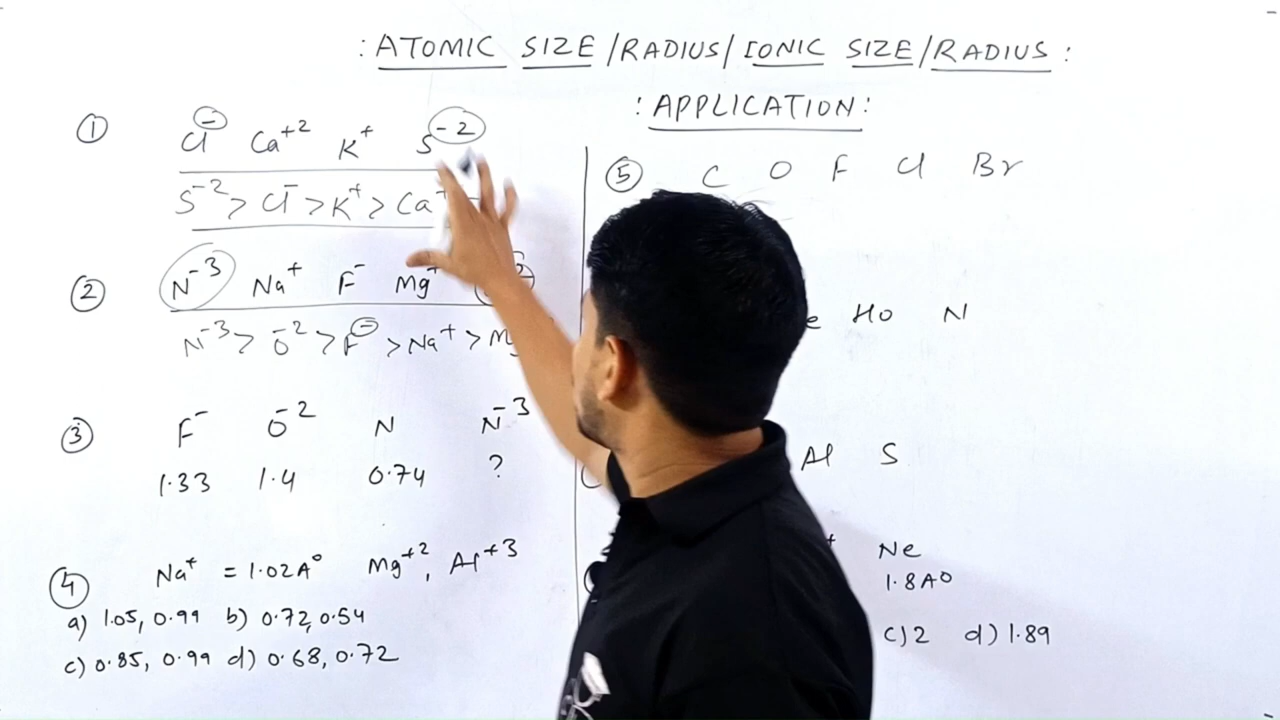 : ATOMIC SIZE/RADIUS/IONIC SIZE/RADIUS :
: APPLICATION :
① Cl⁻ Ca⁺² K⁺ S⁻²
S⁻² > Cl⁻ > K⁺ > Ca⁺
② N⁻³ Na⁺ F⁻ Mg⁺
N⁻³ > O⁻² > F⁻ > Na⁺ >
③ F⁻ O⁻² N N⁻³
1.33 1.4 0.74 ?
④ Na⁺ = 1.02A° Mg⁺², Al⁺³
a) 1.05, 0.99 b) 0.72, 0.54
c) 0.85, 0.99 d) 0.68, 0.72
⑤ C O F Cl Br
Ho N
Al S
Ne
1.8A°
c) 2 d) 1.89